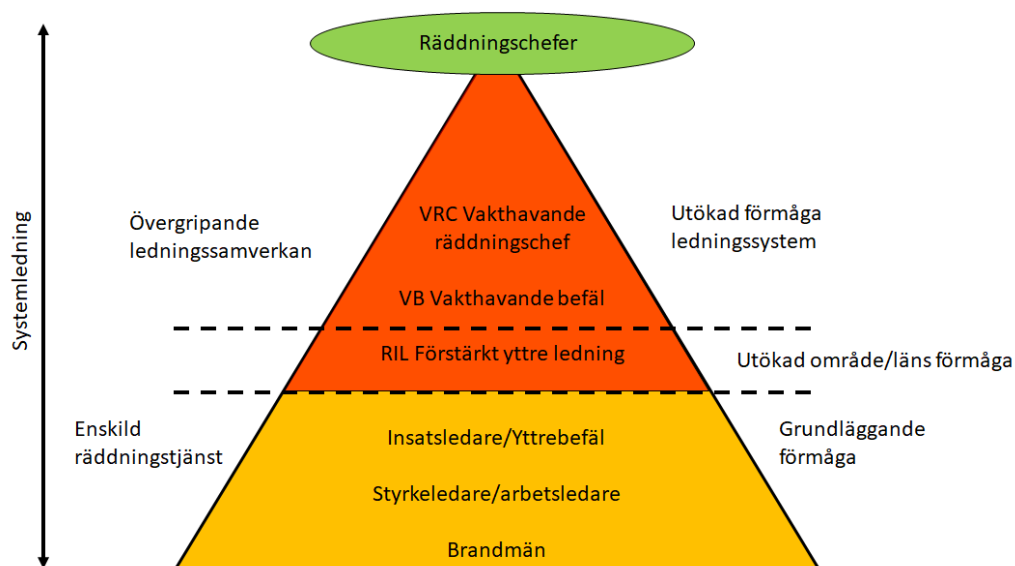 Räddningschefer
Systemledning
Övergripande
ledningssamverkan
VRC Vakthavande
räddningschef
Utökad förmåga
ledningssystem
VB Vakthavande befäl
RIL Förstärkt yttre ledning
Utökad område/läns förmåga
Enskild
räddningstjänst
Insatsledare/Yttrebefäl
Grundläggande
förmåga
Styrkeledare/arbetsledare
Brandmän